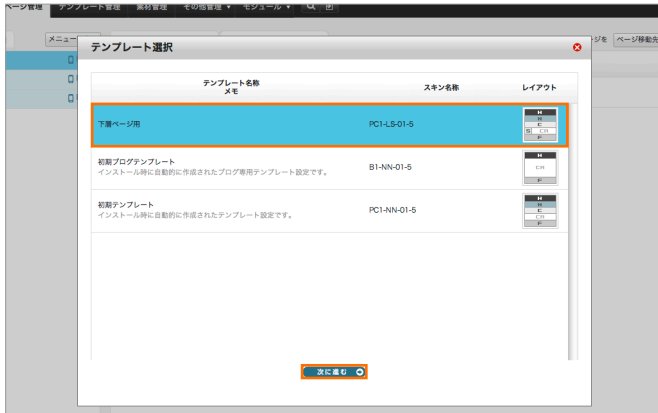 ページ管理 テンプレート管理 素材管理 その他管理 ▼ モジュール ▼
メニュー
ジを ページ移動先
テンプレート選択
テンプレート名称
メモ
スキン名称
レイアウト
下層ページ用
PC1-LS-01-5
H
N
C
S CA
F
初期ブログテンプレート
インストール時に自動的に作成されたブログ専用テンプレート設定です。
B1-NN-01-5
H
CA
F
初期テンプレート
インストール時に自動的に作成されたテンプレート設定です。
PC1-NN-01-5
H
N
C
CA
F
次に進む